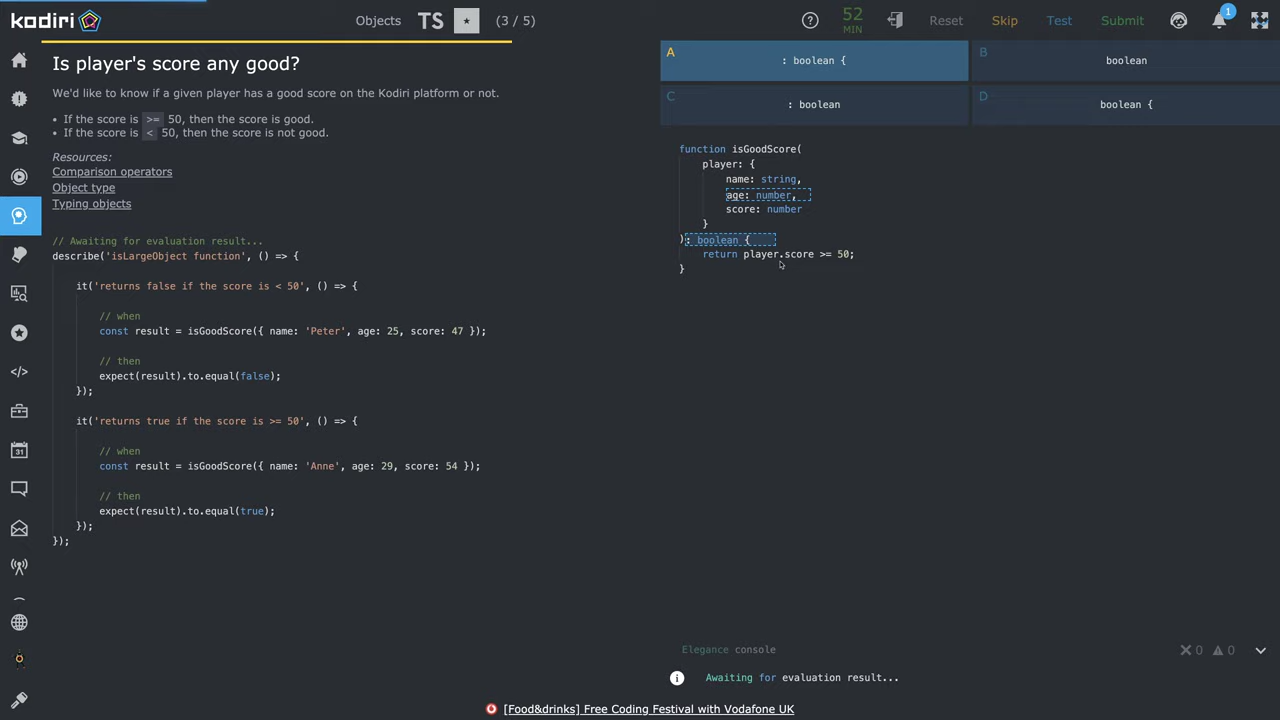 kodiri
Objects TS ★ (3 / 5)
52
MIN
Reset
Skip
Test
Submit
1
Is player's score any good?
We'd like to know if a given player has a good score on the Kodiri platform or not.
• If the score is >= 50, then the score is good.
• If the score is < 50, then the score is not good.
Resources:
Comparison operators
Object type
Typing objects
// Awaiting for evaluation result...
describe('isLargeObject function', () => {
it('returns false if the score is < 50', () => {
// when
const result = isGoodScore({ name: 'Peter', age: 25, score: 47 });
// then
expect(result).to.equal(false);
});
it('returns true if the score is >= 50', () => {
// when
const result = isGoodScore({ name: 'Anne', age: 29, score: 54 });
// then
expect(result).to.equal(true);
});
});
A : boolean {
B boolean
C : boolean
D boolean {
function isGoodScore(
player: {
name: string,
age: number,
score: number
}
): boolean {
return player.score >= 50;
}
Elegance console
0 0
Awaiting for evaluation result...
[Food&drinks] Free Coding Festival with Vodafone UK
31